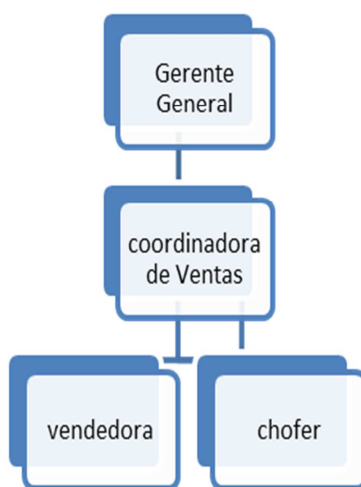 Gerente
General
coordinadora
de Ventas
vendedora
chofer